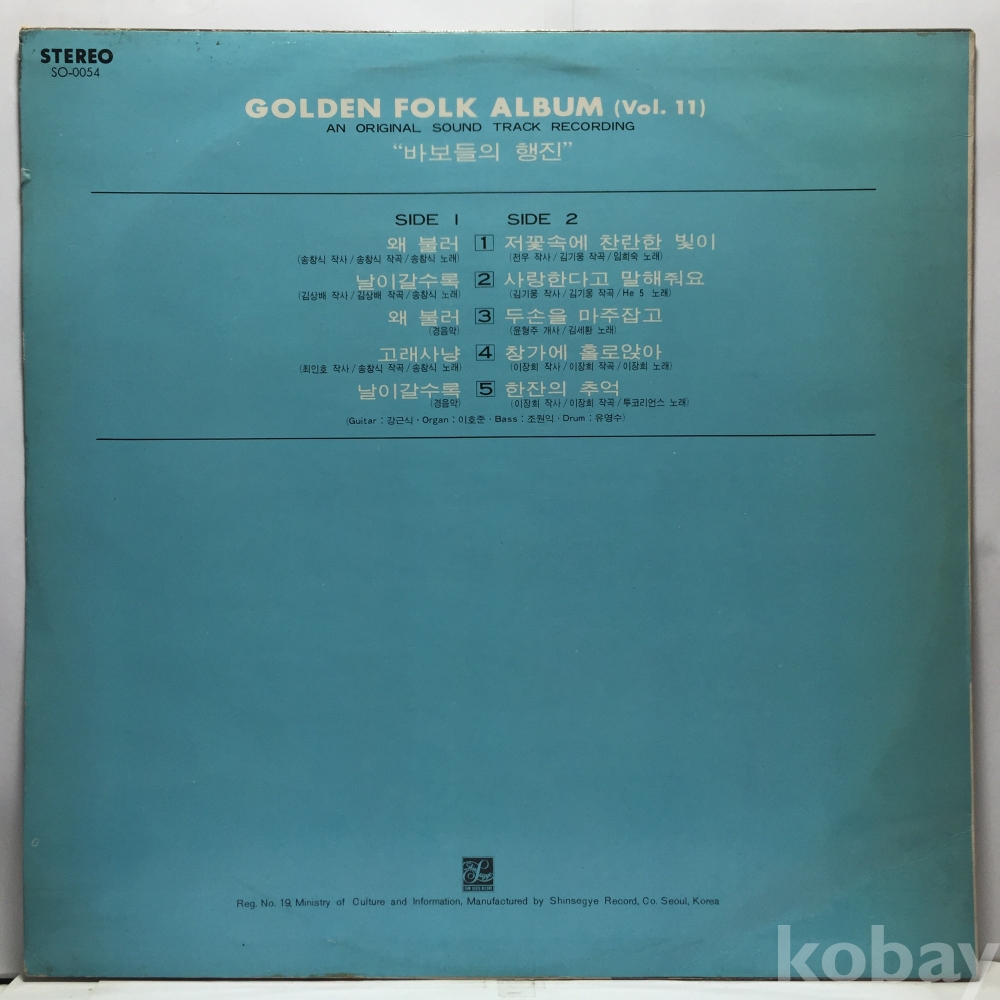 STEREO
SO-0054
GOLDEN FOLK ALBUM (Vol. 11)
AN ORIGINAL SOUND TRACK RECORDING
“바보들의 행진”
SIDE 1 SIDE 2
왜 불러 1 저꽃속에 찬란한 빛이
(송창식 작사/송창식 작곡/송창식 노래) (전우 작사/김기웅 작곡/임희숙 노래)
날이갈수록 2 사랑한다고 말해줘요
(김상배 작사/김상배 작곡/송창식 노래) (김기웅 작사/김기웅 작곡/He 5 노래)
왜 불러 3 두손을 마주잡고
(경음악) (윤형주 개사/김세환 노래)
고래사냥 4 창가에 홀로앉아
(최인호 작사/송창식 작곡/송창식 노래) (이장희 작사/이장희 작곡/이장희 노래)
날이갈수록 5 한잔의 추억
(경음악) (이장희 작사/이장희 작곡/투코리언스 노래)
(Guitar : 강근식·Organ : 이호준·Bass : 조원익·Drum : 유영수)
Reg. No. 19, Ministry of Culture and Information, Manufactured by Shinsegye Record, Co. Seoul, Korea
kobay